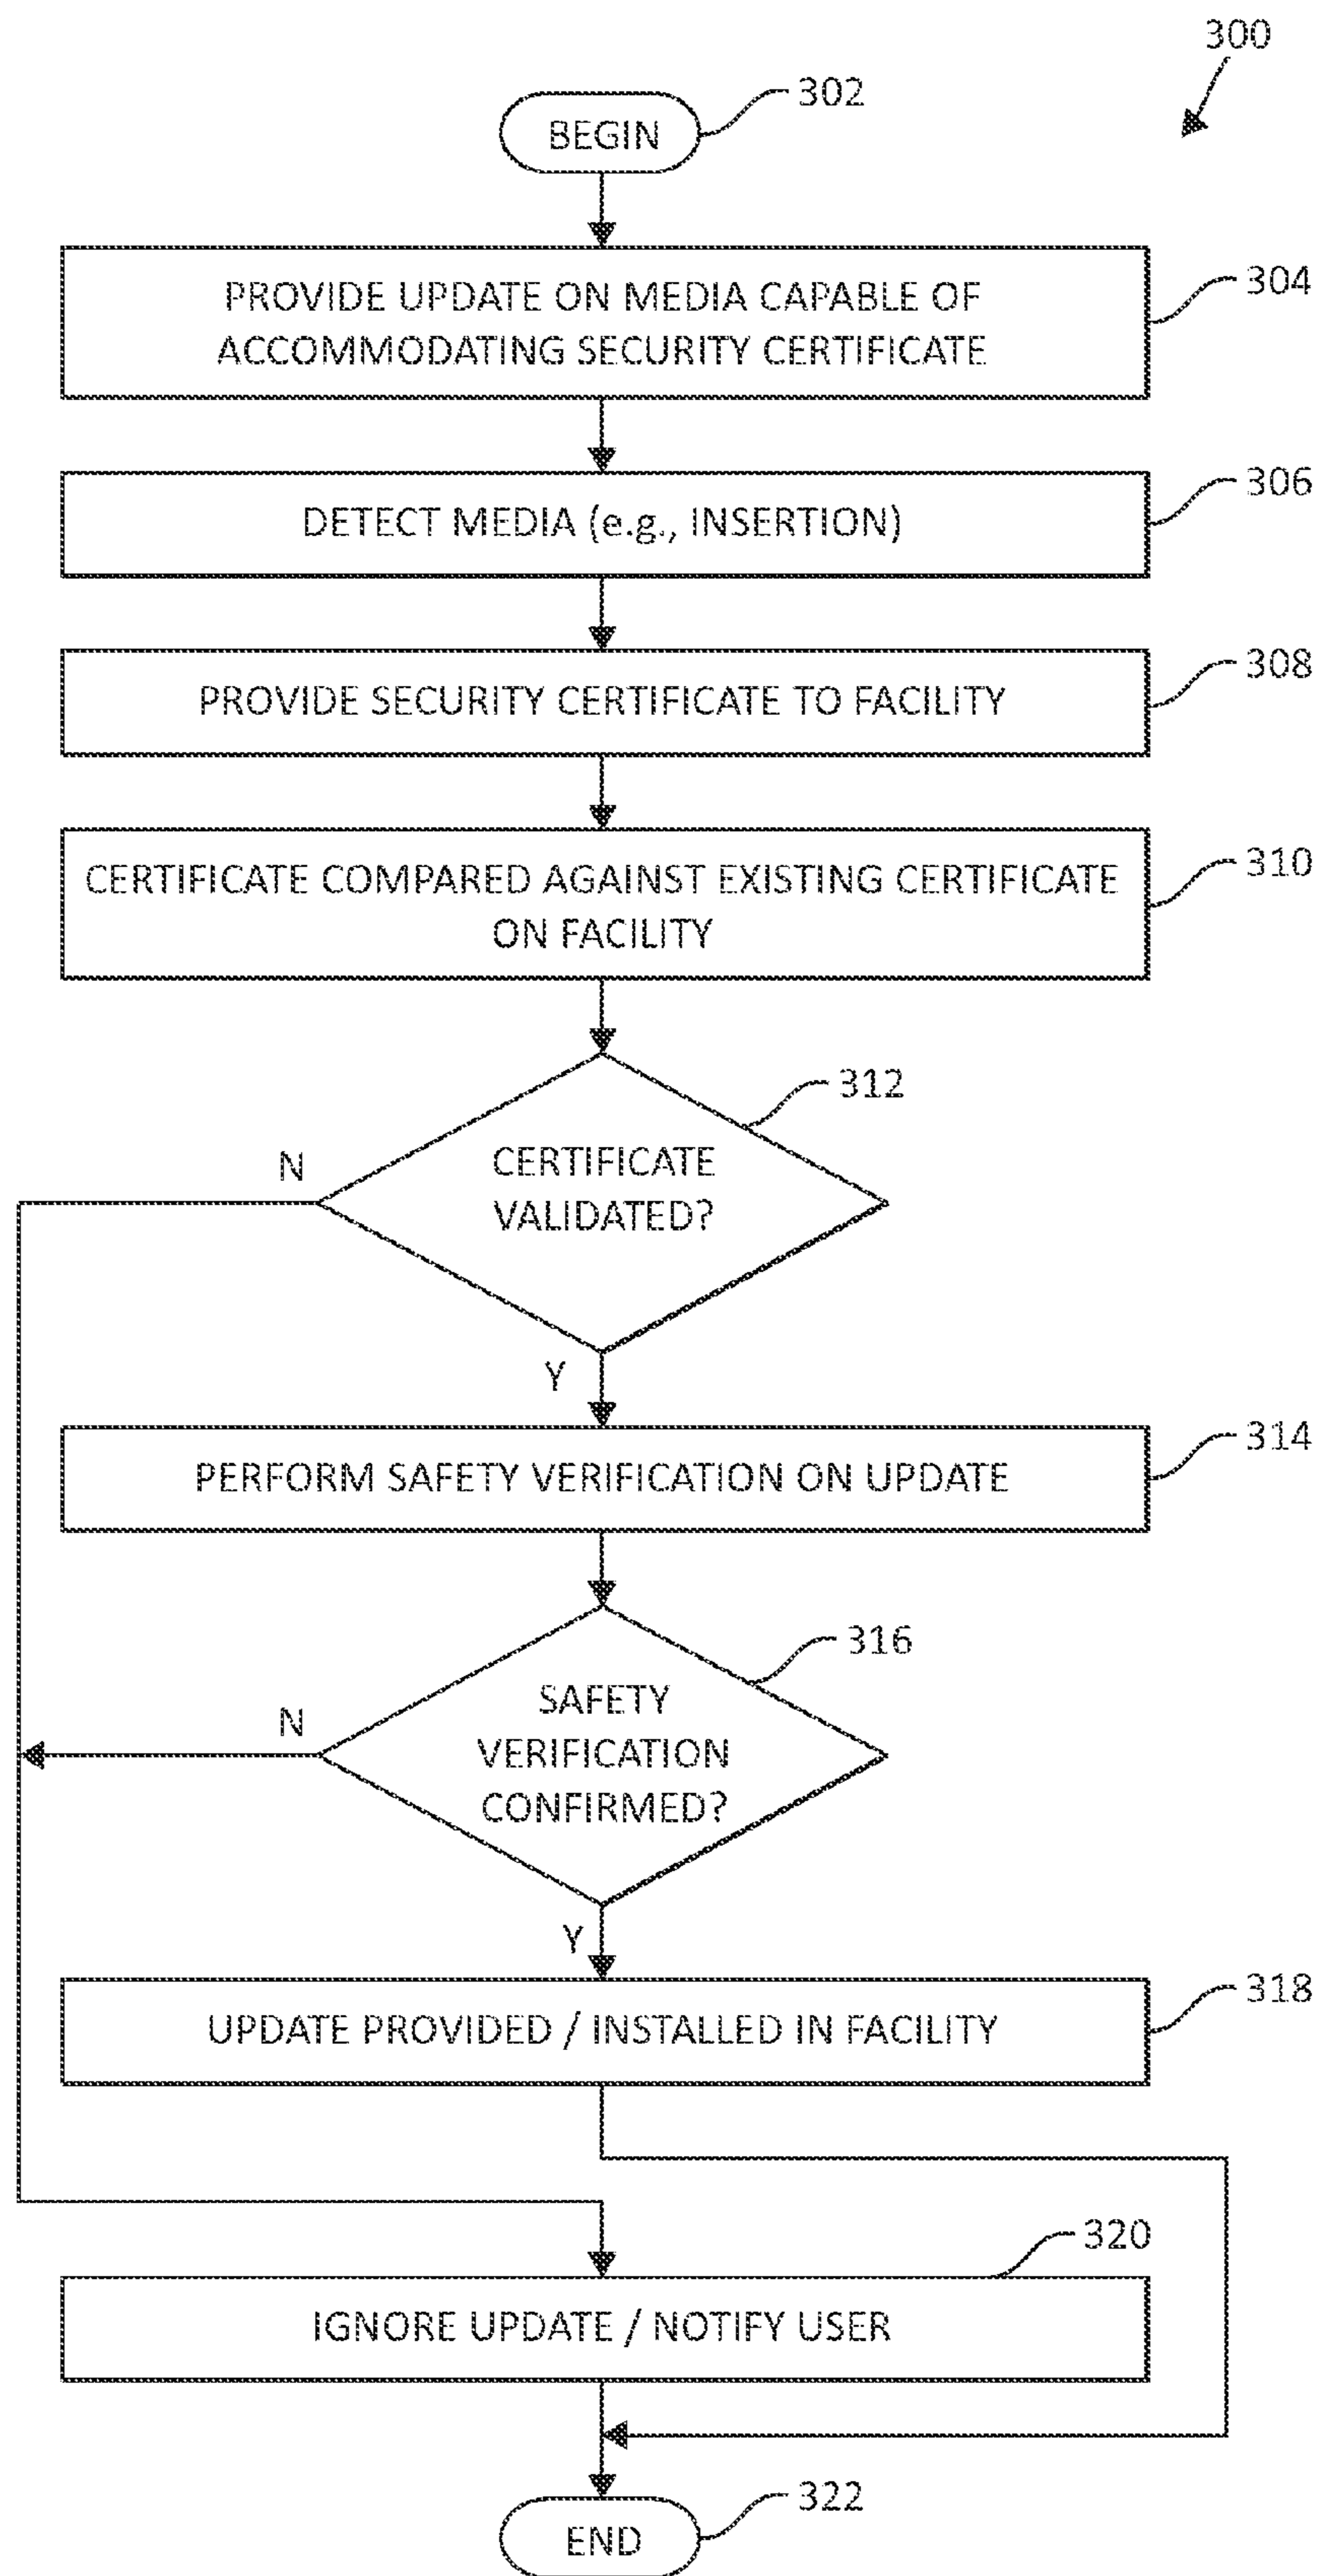 300
302
BEGIN
304
PROVIDE UPDATE ON MEDIA CAPABLE OF
ACCOMMODATING SECURITY CERTIFICATE
306
DETECT MEDIA (e.g., INSERTION)
308
PROVIDE SECURITY CERTIFICATE TO FACILITY
310
CERTIFICATE COMPARED AGAINST EXISTING CERTIFICATE
ON FACILITY
312
N
CERTIFICATE
VALIDATED?
Y
314
PERFORM SAFETY VERIFICATION ON UPDATE
316
N
SAFETY
VERIFICATION
CONFIRMED?
Y
318
UPDATE PROVIDED / INSTALLED IN FACILITY
320
IGNORE UPDATE / NOTIFY USER
322
END